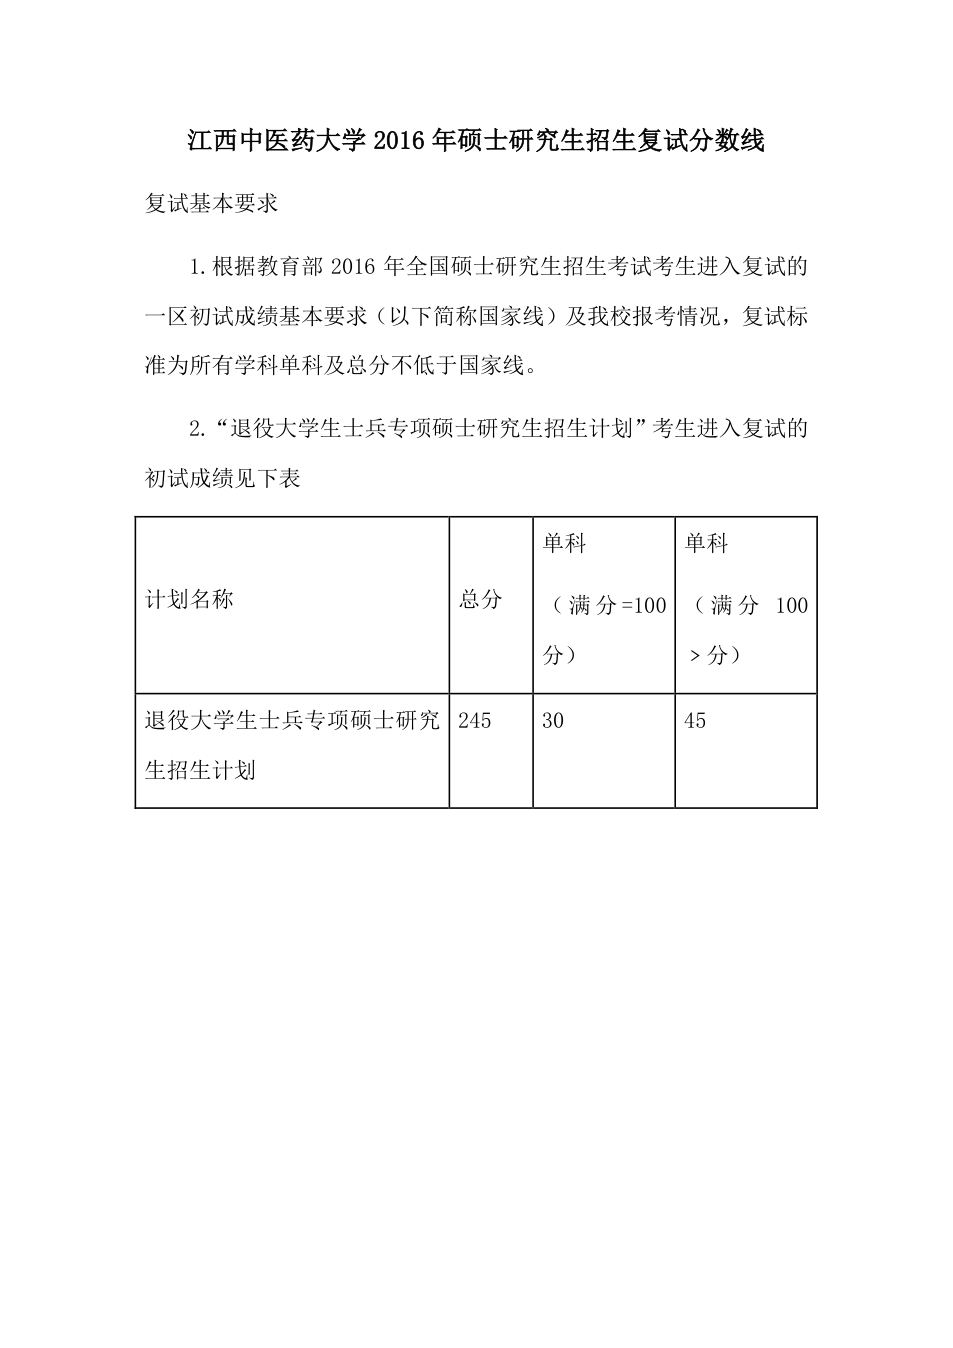 江西中医药大学 2016 年硕士研究生招生复试分数线
复试基本要求
1.根据教育部 2016 年全国硕士研究生招生考试考生进入复试的
一区初试成绩基本要求（以下简称国家线）及我校报考情况，复试标
准为所有学科单科及总分不低于国家线。
2.“退役大学生士兵专项硕士研究生招生计划”考生进入复试的
初试成绩见下表
计划名称
总分
单科
（满分=100
分）
单科
（满分 100
﹥分）
退役大学生士兵专项硕士研究
生招生计划
245
30
45